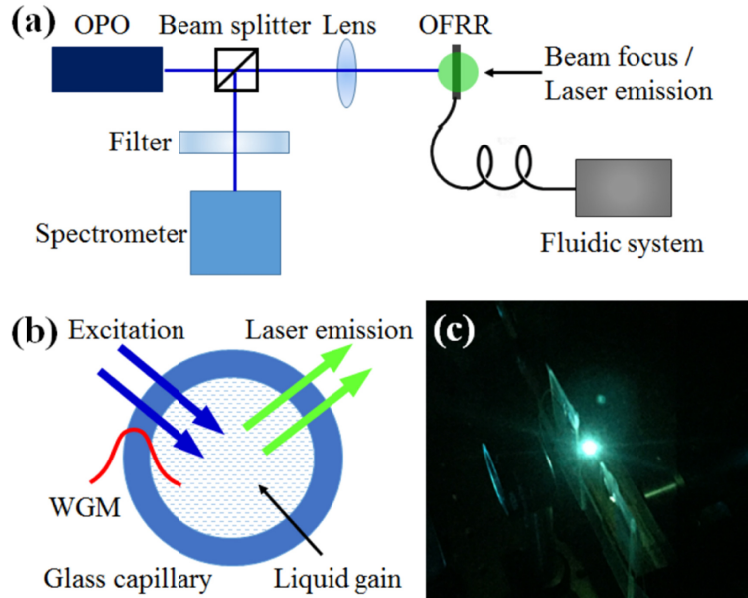 (a)
OPO Beam splitter Lens OFRR
Beam focus /
Laser emission
Filter
Spectrometer
Fluidic system
(b)
Excitation Laser emission
WGM
Glass capillary Liquid gain
(c)